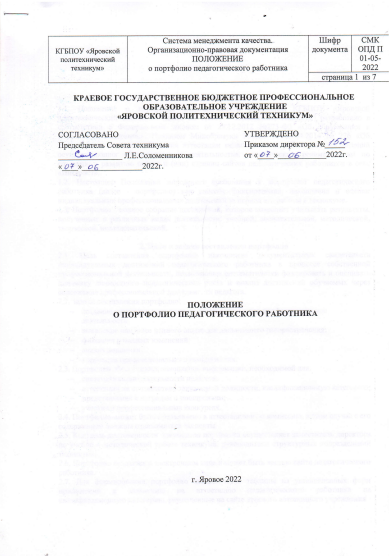 КГБПОУ «Яровской
политехнический
техникум»
Система менеджмента качества.
Организационно-правовая документация
ПОЛОЖЕНИЕ
о портфолио педагогического работника
Шифр
документа
СМК
ОПД П
01-05-
2022
страница 1 из 7
КРАЕВОЕ ГОСУДАРСТВЕННОЕ БЮДЖЕТНОЕ ПРОФЕССИОНАЛЬНОЕ
ОБРАЗОВАТЕЛЬНОЕ УЧРЕЖДЕНИЕ
«ЯРОВСКОЙ ПОЛИТЕХНИЧЕСКИЙ ТЕХНИКУМ»
СОГЛАСОВАНО
Председатель Совета техникума
Л.Е.Соломенникова
«07» 06 2022г.
УТВЕРЖДЕНО
Приказом директора № 152
от «07» 06 2022г.
ПОЛОЖЕНИЕ
О ПОРТФОЛИО ПЕДАГОГИЧЕСКОГО РАБОТНИКА
г. Яровое 2022